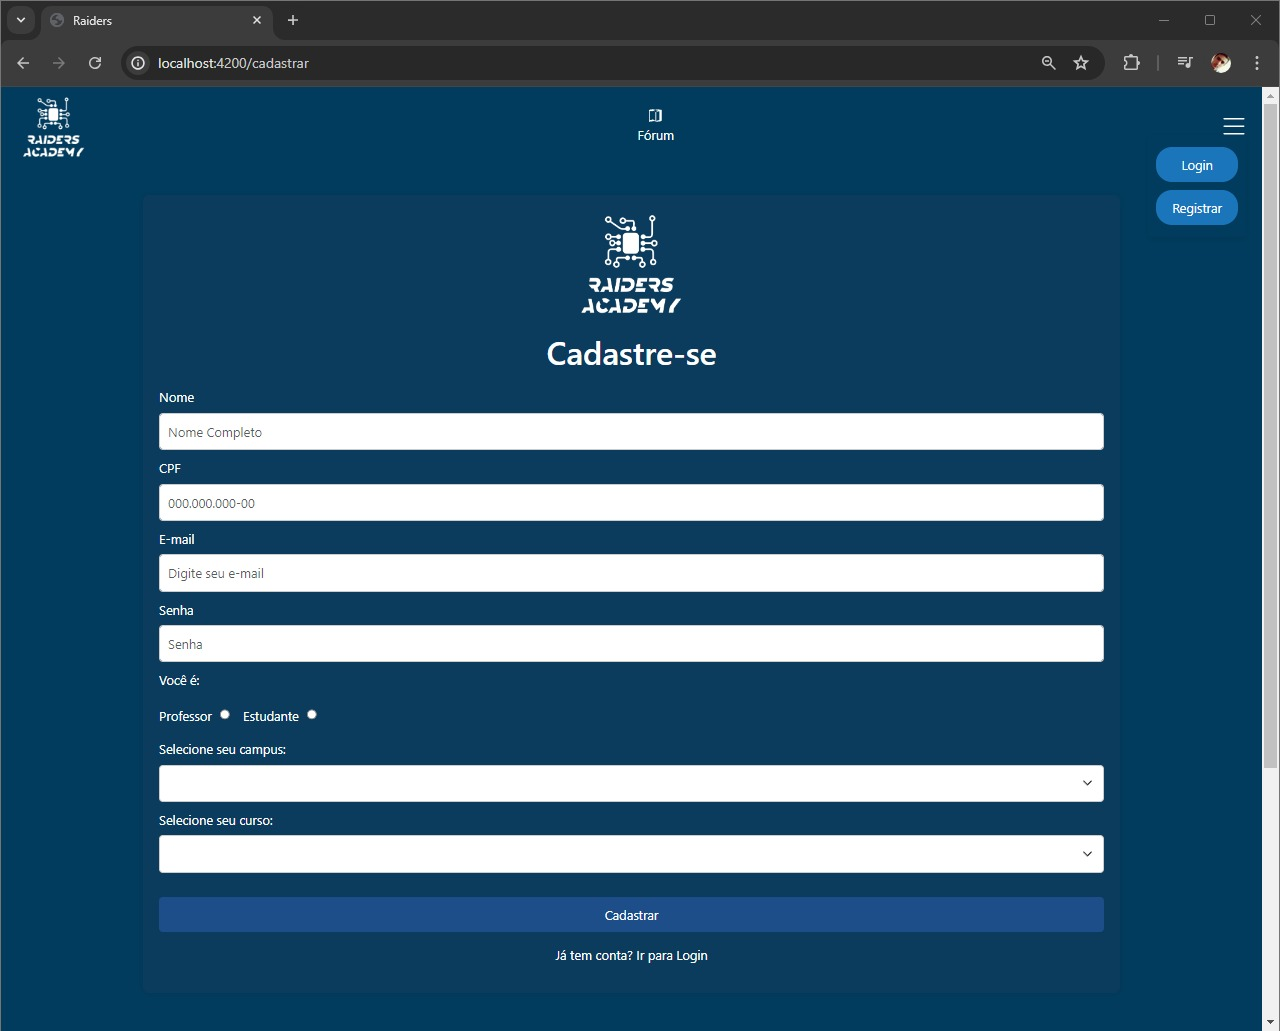 Raiders
localhost:4200/cadastrar
RAIDERS
ACADEMY
Fórum
Login
Registrar
RAIDERS
ACADEMY
Cadastre-se
Nome
Nome Completo
CPF
000.000.000-00
E-mail
Digite seu e-mail
Senha
Senha
Você é:
Professor Estudante
Selecione seu campus:
Selecione seu curso:
Cadastrar
Já tem conta? Ir para Login